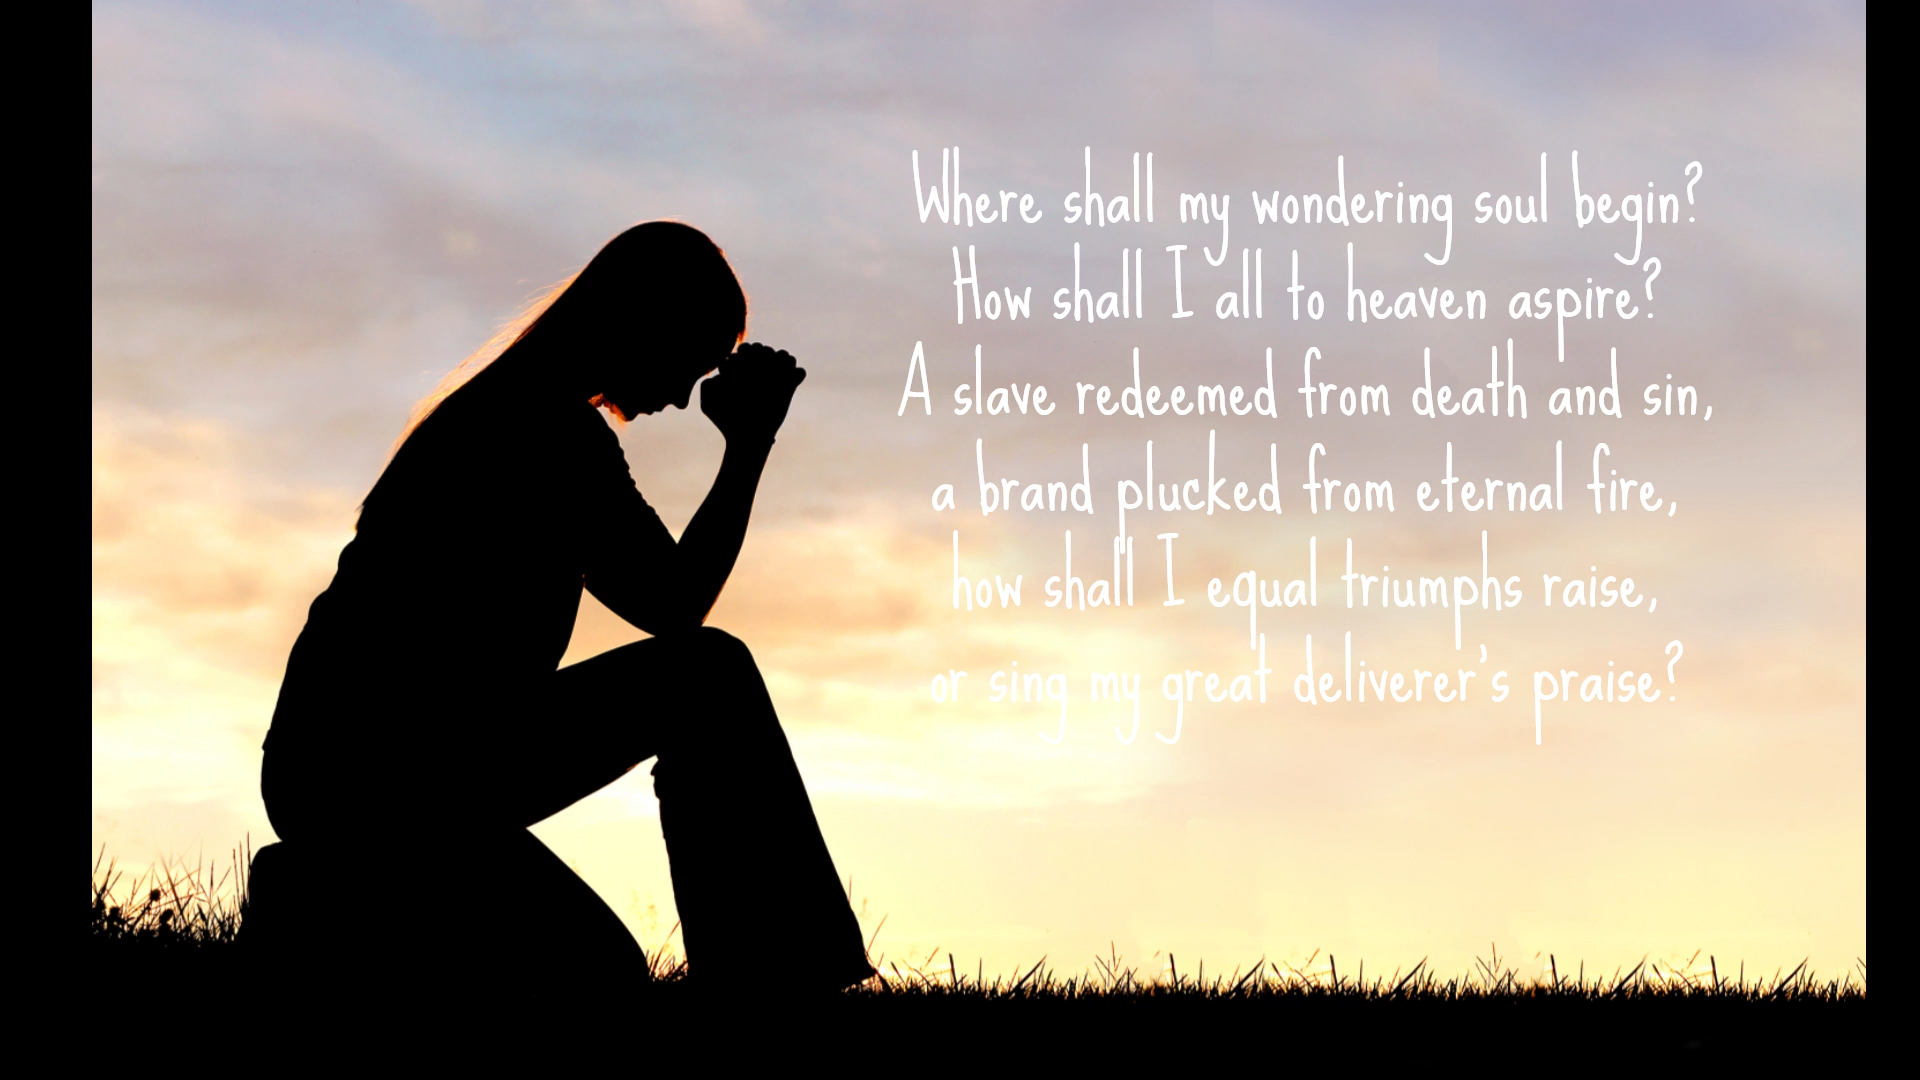 Where shall my wondering soul begin?
How shall I all to heaven aspire?
A slave redeemed from death and sin,
a brand plucked from eternal fire,
how shall I equal triumphs raise,
or sing my great deliverer's praise?